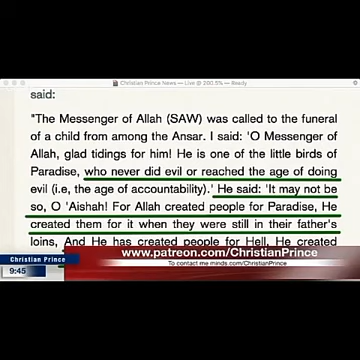 Christian Prince News — Live @ 200.5% — Ready
said:
"The Messenger of Allah (SAW) was called to the funeral
of a child from among the Ansar. I said: 'O Messenger of
Allah, glad tidings for him! He is one of the little birds of
Paradise, who never did evil or reached the age of doing
evil (i.e, the age of accountability).' He said: 'It may not be
so, O 'Aishah! For Allah created people for Paradise, He
created them for it when they were still in their father's
loins, And He has created people for Hell, He created
www.patreon.com/ChristianPrince
To contact me minds.com/ChristianPrince
Christian Prince
9:45